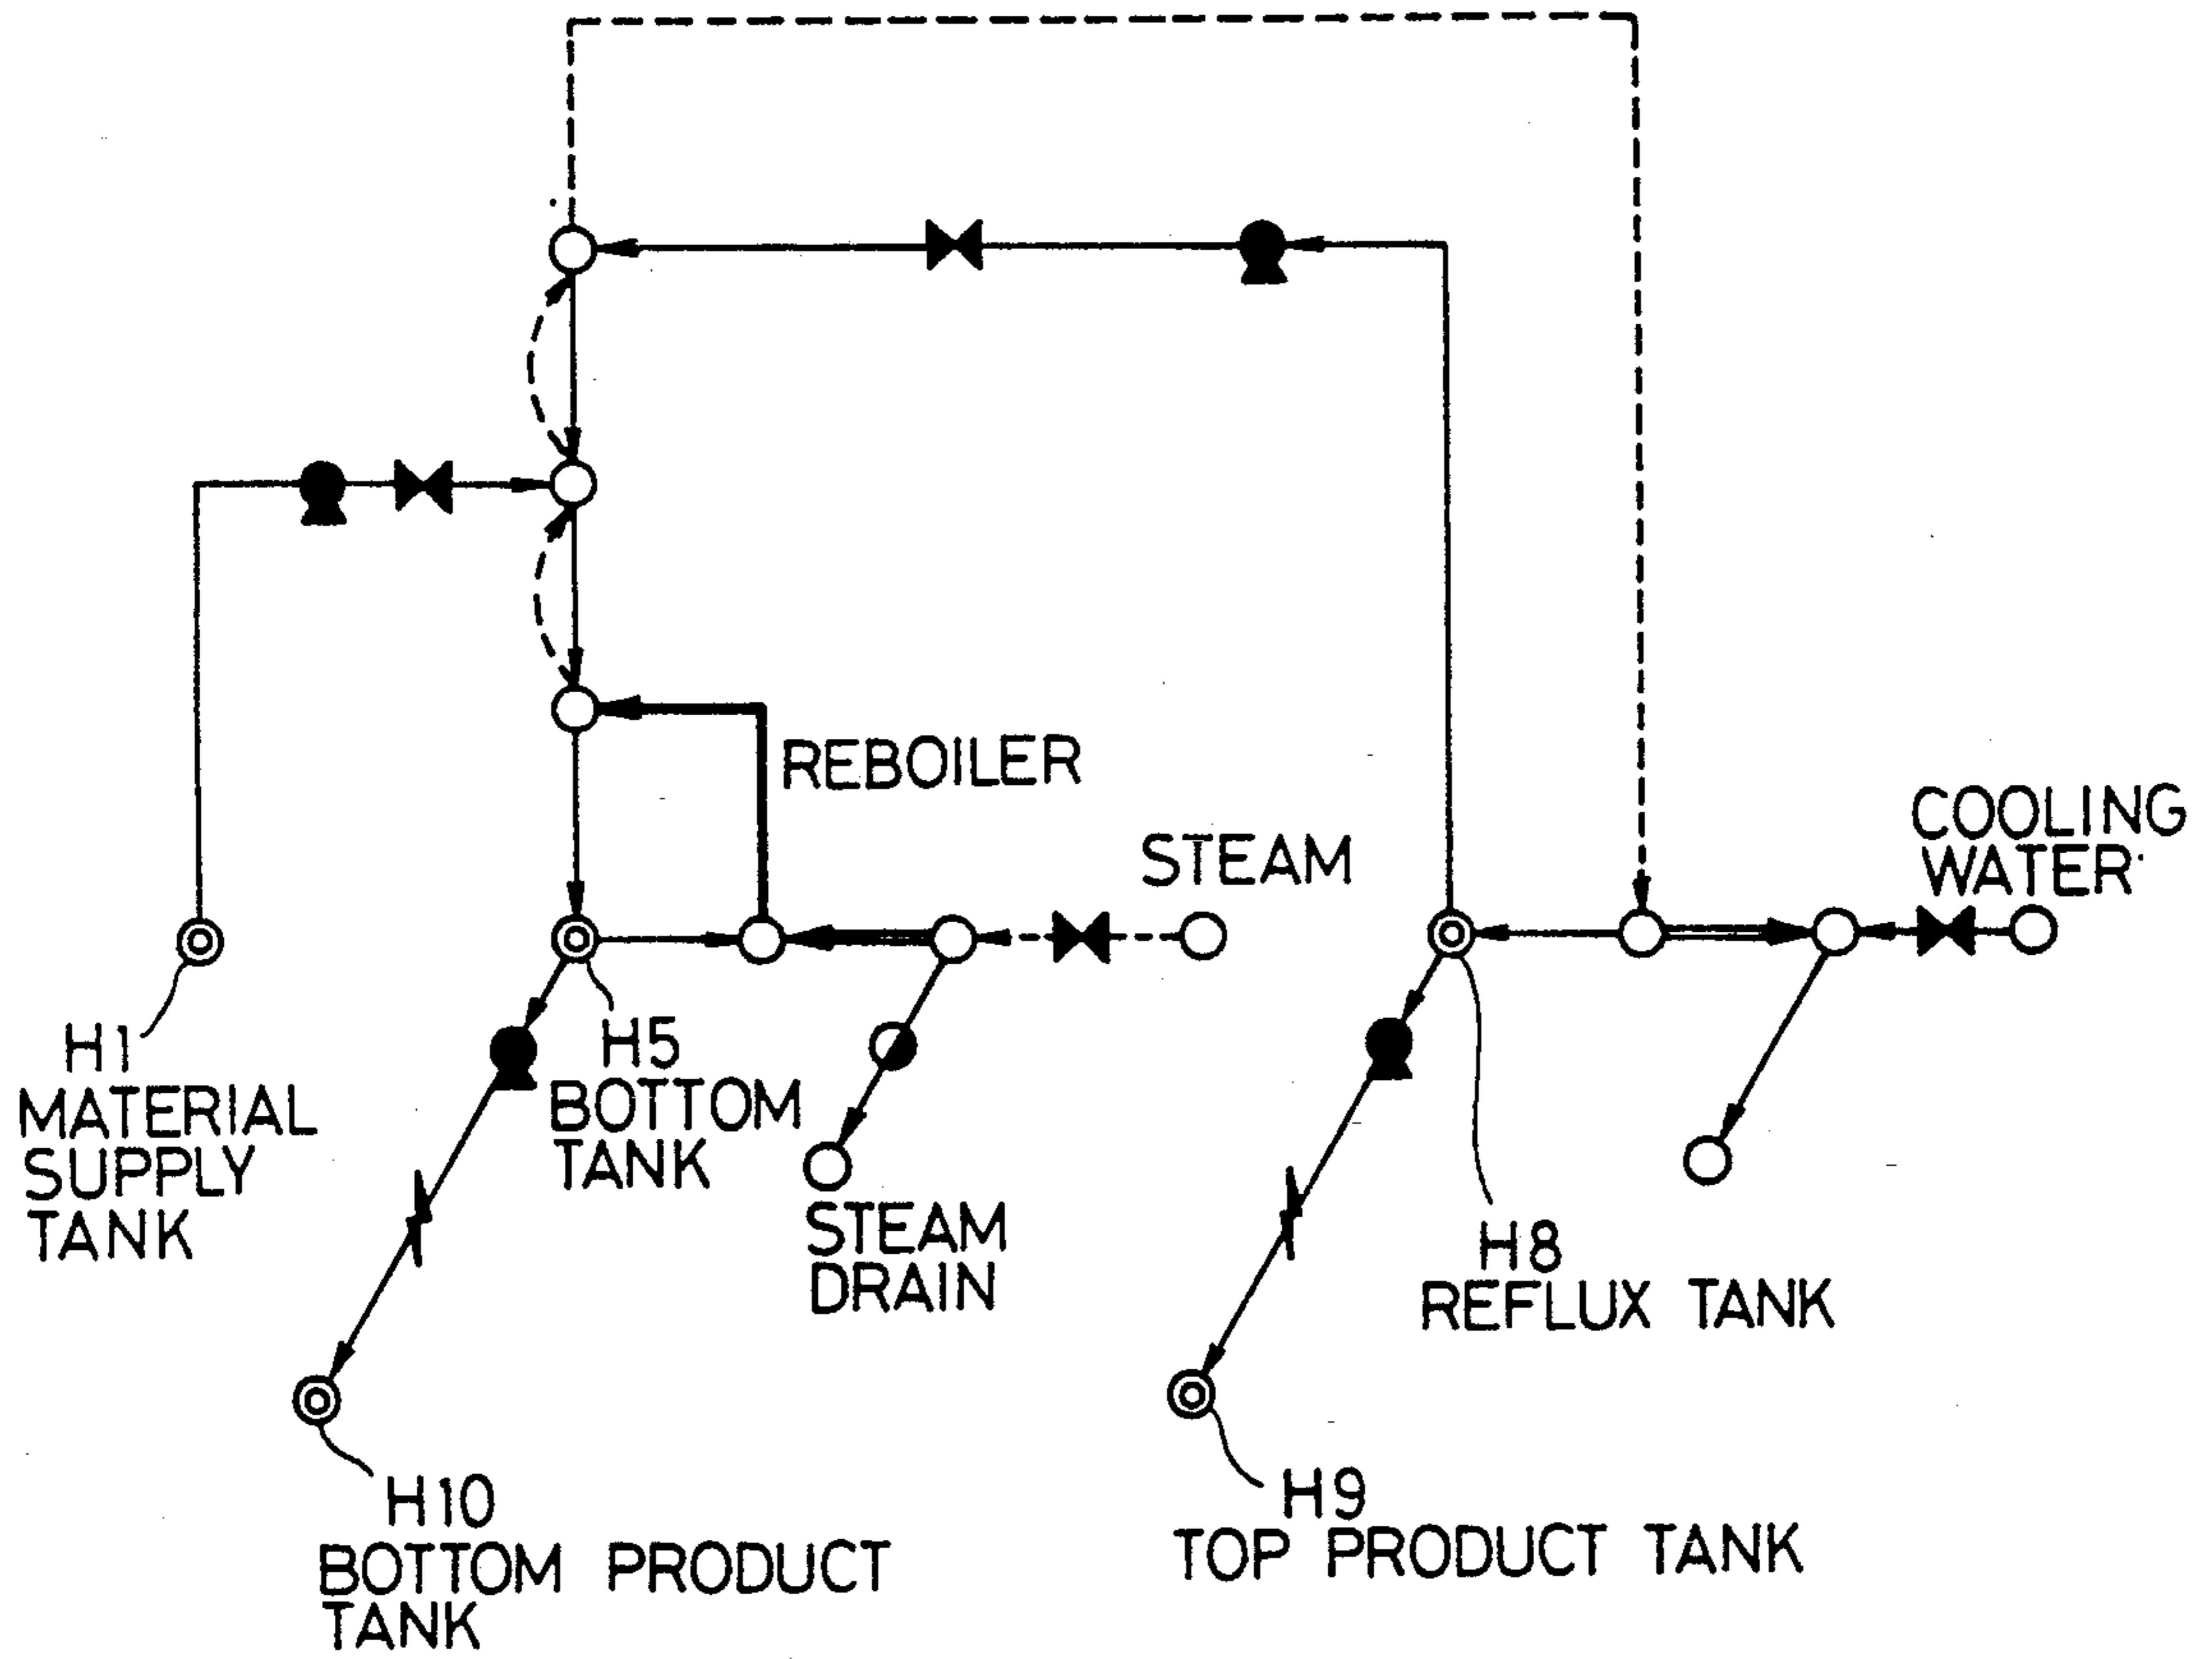 REBOILER
STEAM
COOLING
WATER
H1
MATERIAL
SUPPLY
TANK
H5
BOTTOM
TANK
STEAM
DRAIN
H8
REFLUX TANK
H10
BOTTOM PRODUCT
TANK
H9
TOP PRODUCT TANK